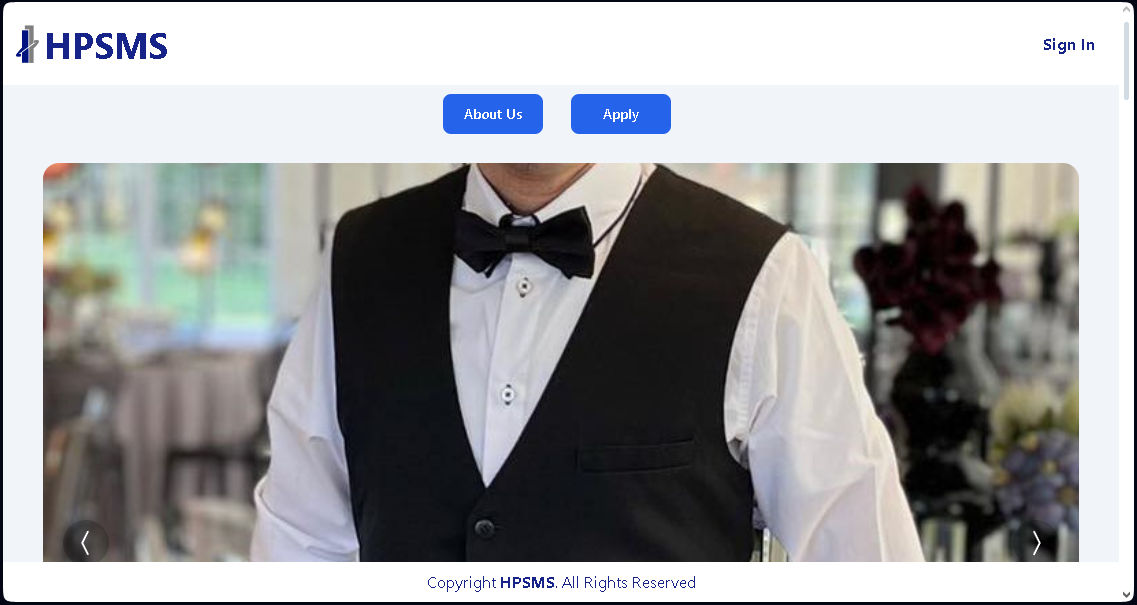 HPSMS
Sign In
About Us
Apply
Copyright HPSMS. All Rights Reserved